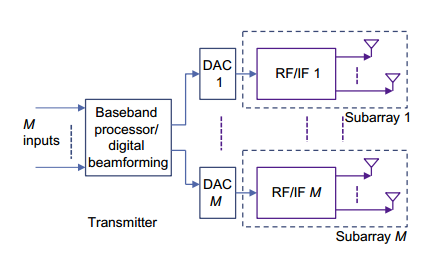 DAC
1
RF/IF 1
Subarray 1
M
inputs
Baseband
processor/
digital
beamforming
DAC
M
RF/IF M
Subarray M
Transmitter